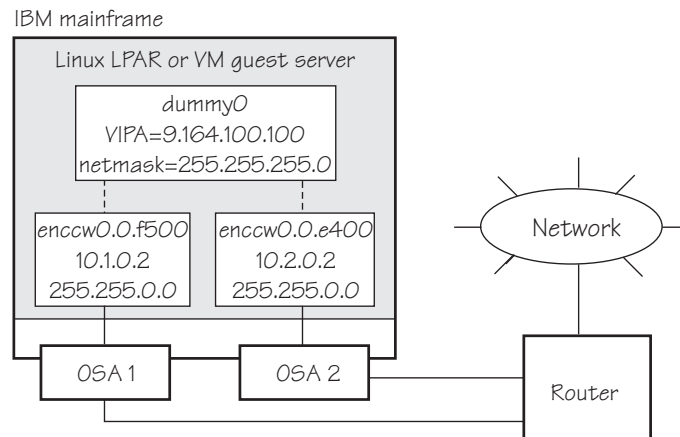 IBM mainframe
Linux LPAR or VM guest server
dummy0
VIPA=9.164.100.100
netmask=255.255.255.0
enccw0.0.f500
10.1.0.2
255.255.0.0
enccw0.0.e400
10.2.0.2
255.255.0.0
Network
OSA 1
OSA 2
Router